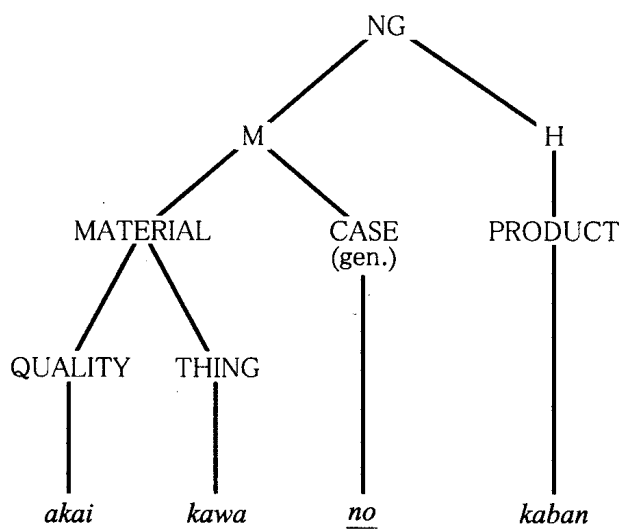 NG
M H
MATERIAL CASE PRODUCT
(gen.)
QUALITY THING
akai kawa no kaban